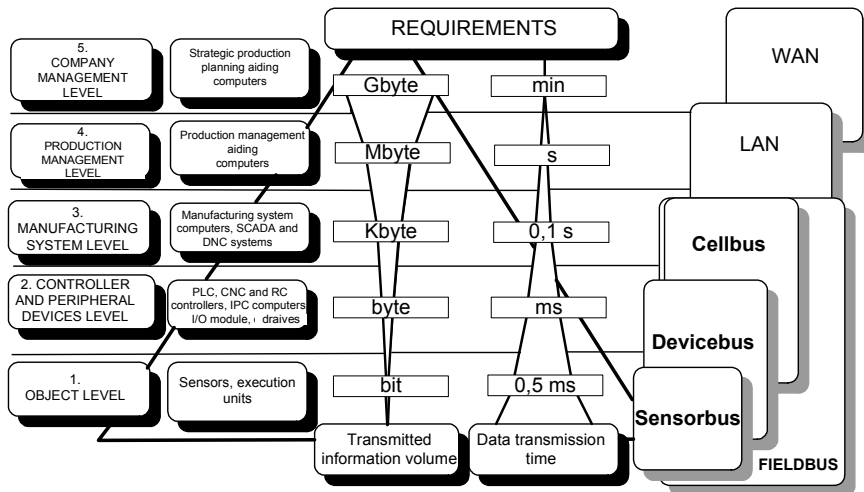 REQUIREMENTS
5.
COMPANY
MANAGEMENT
LEVEL
Strategic production
planning aiding
computers
Gbyte
min
WAN
4.
PRODUCTION
MANAGEMENT
LEVEL
Production management
aiding
computers
Mbyte
s
LAN
3.
MANUFACTURING
SYSTEM LEVEL
Manufacturing system
computers, SCADA and
DNC systems
Kbyte
0,1 s
Cellbus
2. CONTROLLER
AND PERIPHERAL
DEVICES LEVEL
PLC, CNC and RC
controllers, IPC computers
I/O module, draives
byte
ms
Devicebus
1.
OBJECT LEVEL
Sensors, execution
units
bit
0,5 ms
Sensorbus
Transmitted
information volume
Data transmission
time
FIELDBUS